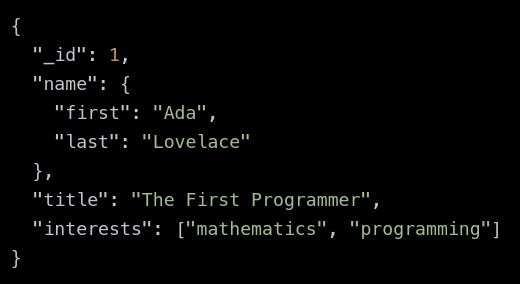 {
  "_id": 1,
  "name": {
    "first": "Ada",
    "last": "Lovelace"
  },
  "title": "The First Programmer",
  "interests": ["mathematics", "programming"]
}